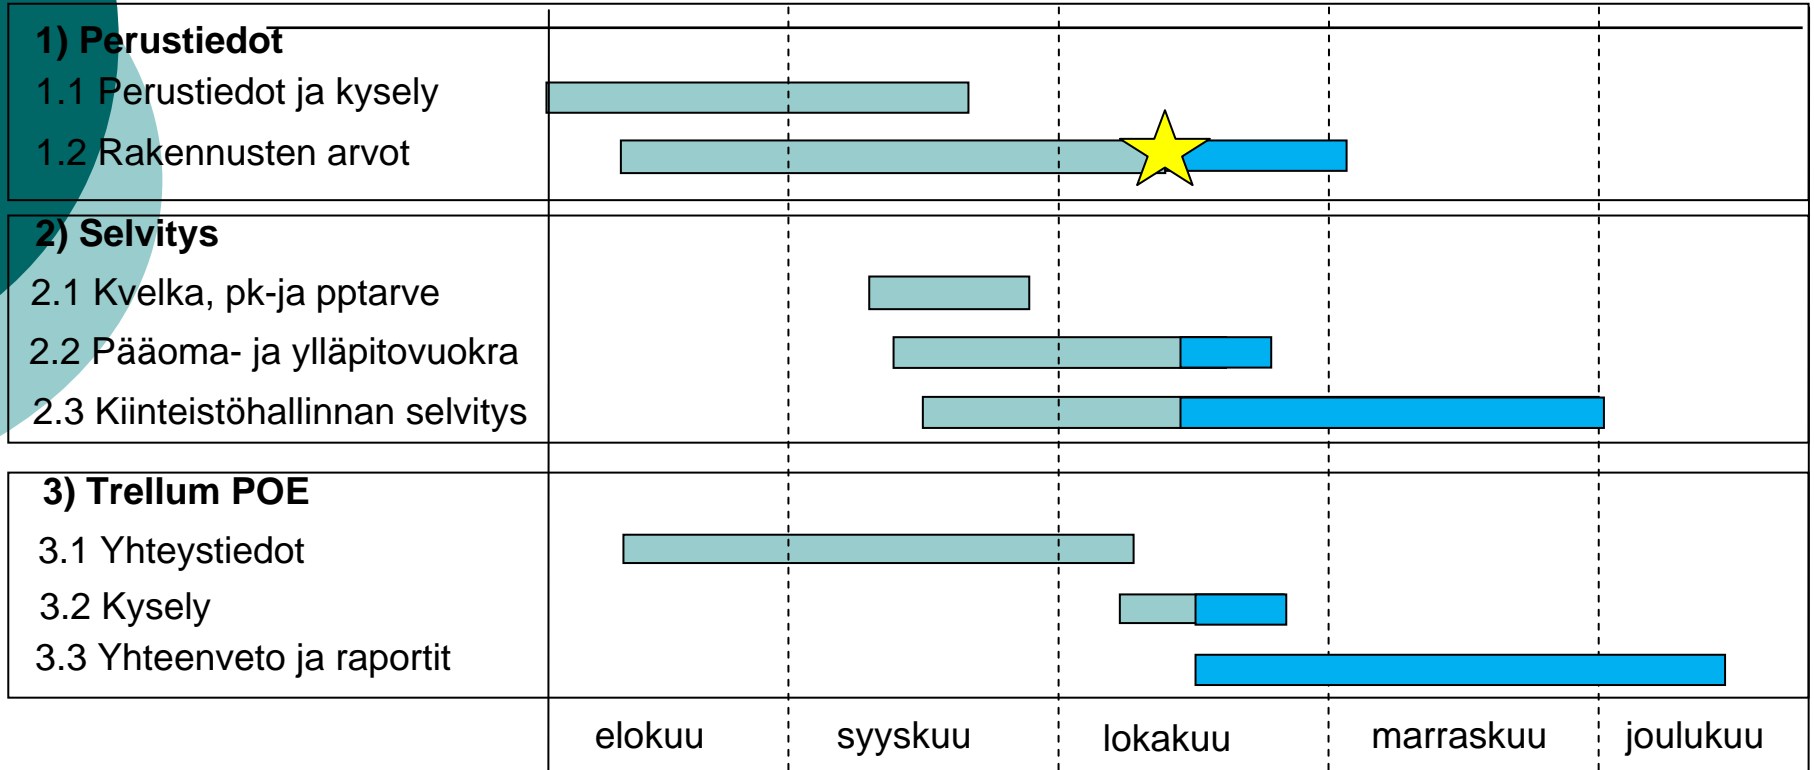 1) Perustiedot
1.1 Perustiedot ja kysely
1.2 Rakennusten arvot
2) Selvitys
2.1 Kvelka, pk-ja pptarve
2.2 Pääoma- ja ylläpitovuokra
2.3 Kiinteistöhallinnan selvitys
3) Trellum POE
3.1 Yhteystiedot
3.2 Kysely
3.3 Yhteenveto ja raportit
elokuu syyskuu lokakuu marraskuu joulukuu